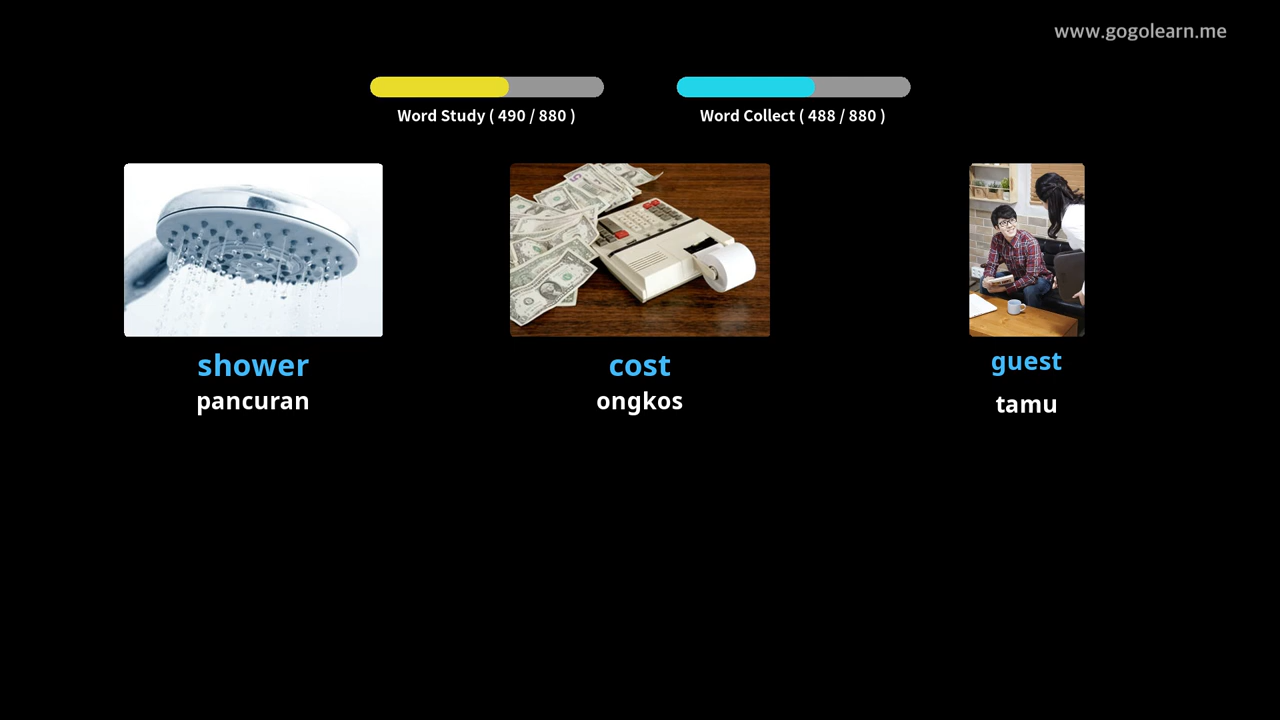 www.gogolearn.me
Word Study ( 490 / 880 )
Word Collect ( 488 / 880 )
shower
pancuran
cost
ongkos
guest
tamu